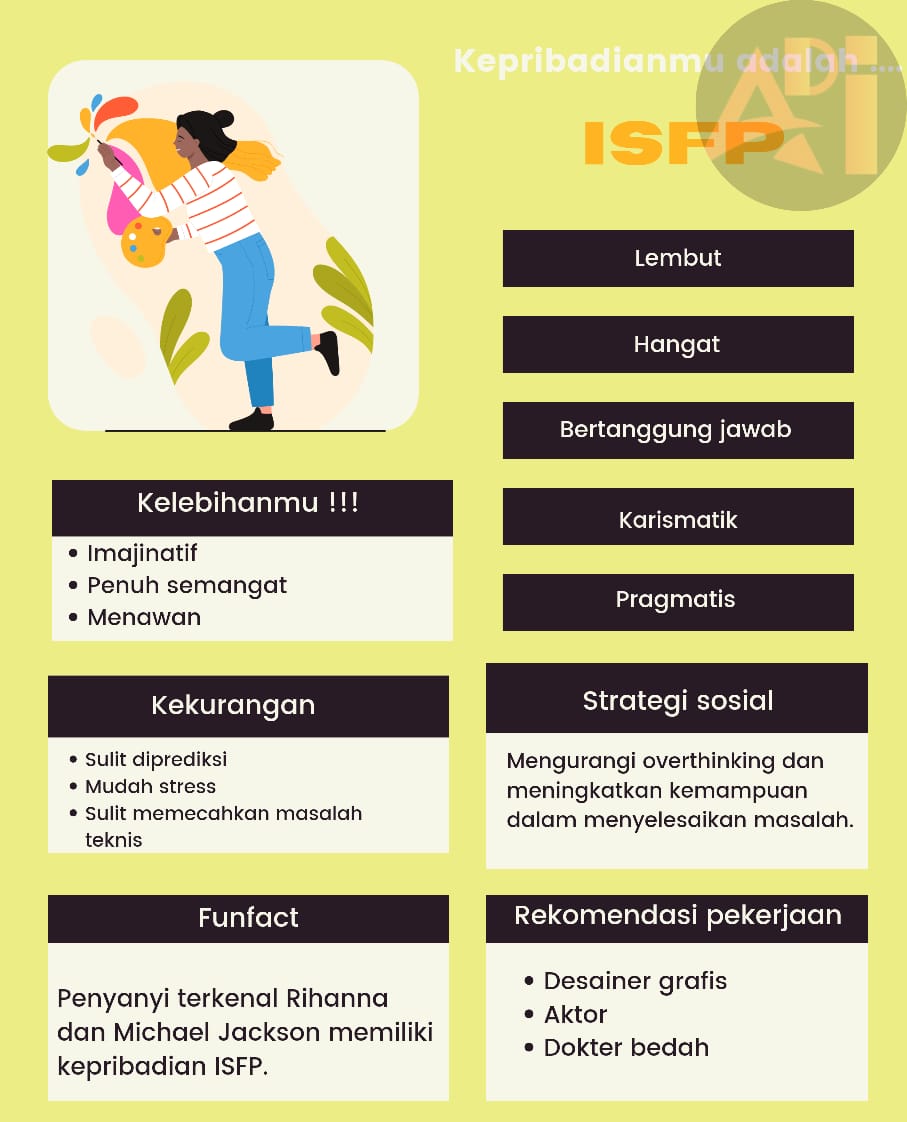 Kepribadianmu adalah ....
ISFP
Lembut
Hangat
Bertanggung jawab
Karismatik
Pragmatis
Kelebihanmu !!!
• Imajinatif
• Penuh semangat
• Menawan
Kekurangan
• Sulit diprediksi
• Mudah stress
• Sulit memecahkan masalah
teknis
Strategi sosial
Mengurangi overthinking dan
meningkatkan kemampuan
dalam menyelesaikan masalah.
Funfact
Penyanyi terkenal Rihanna
dan Michael Jackson memiliki
kepribadian ISFP.
Rekomendasi pekerjaan
• Desainer grafis
• Aktor
• Dokter bedah